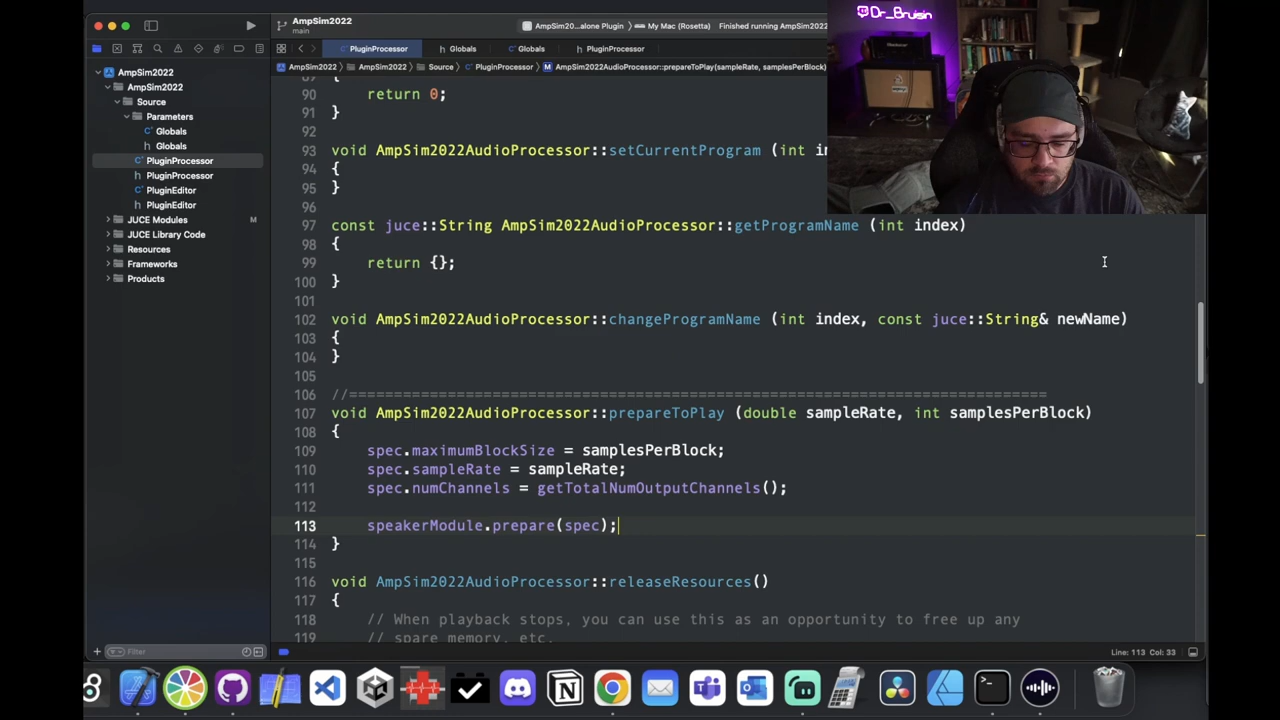 @Dr_Bruisin
AmpSim2022
main
AmpSim20...alone Plugin
My Mac (Rosetta)
Finished running AmpSim2022
PluginProcessor
Globals
Globals
PluginProcessor
AmpSim2022
AmpSim2022
Source
PluginProcessor
AmpSim2022AudioProcessor::prepareToPlay(sampleRate, samplesPerBlock)
AmpSim2022
AmpSim2022
Source
Parameters
Globals
Globals
PluginProcessor
PluginProcessor
PluginEditor
PluginEditor
JUCE Modules M
JUCE Library Code
Resources
Frameworks
Products
89 {
90 return 0;
91 }
92
93 void AmpSim2022AudioProcessor::setCurrentProgram (int in
94 {
95 }
96
97 const juce::String AmpSim2022AudioProcessor::getProgramName (int index)
98 {
99 return {};
100 }
101
102 void AmpSim2022AudioProcessor::changeProgramName (int index, const juce::String& newName)
103 {
104 }
105
106 //==============================================================================
107 void AmpSim2022AudioProcessor::prepareToPlay (double sampleRate, int samplesPerBlock)
108 {
109 spec.maximumBlockSize = samplesPerBlock;
110 spec.sampleRate = sampleRate;
111 spec.numChannels = getTotalNumOutputChannels();
112
113 speakerModule.prepare(spec);
114 }
115
116 void AmpSim2022AudioProcessor::releaseResources()
117 {
118 // When playback stops, you can use this as an opportunity to free up any
119 // spare memory, etc.
Filter
Line: 113 Col: 33